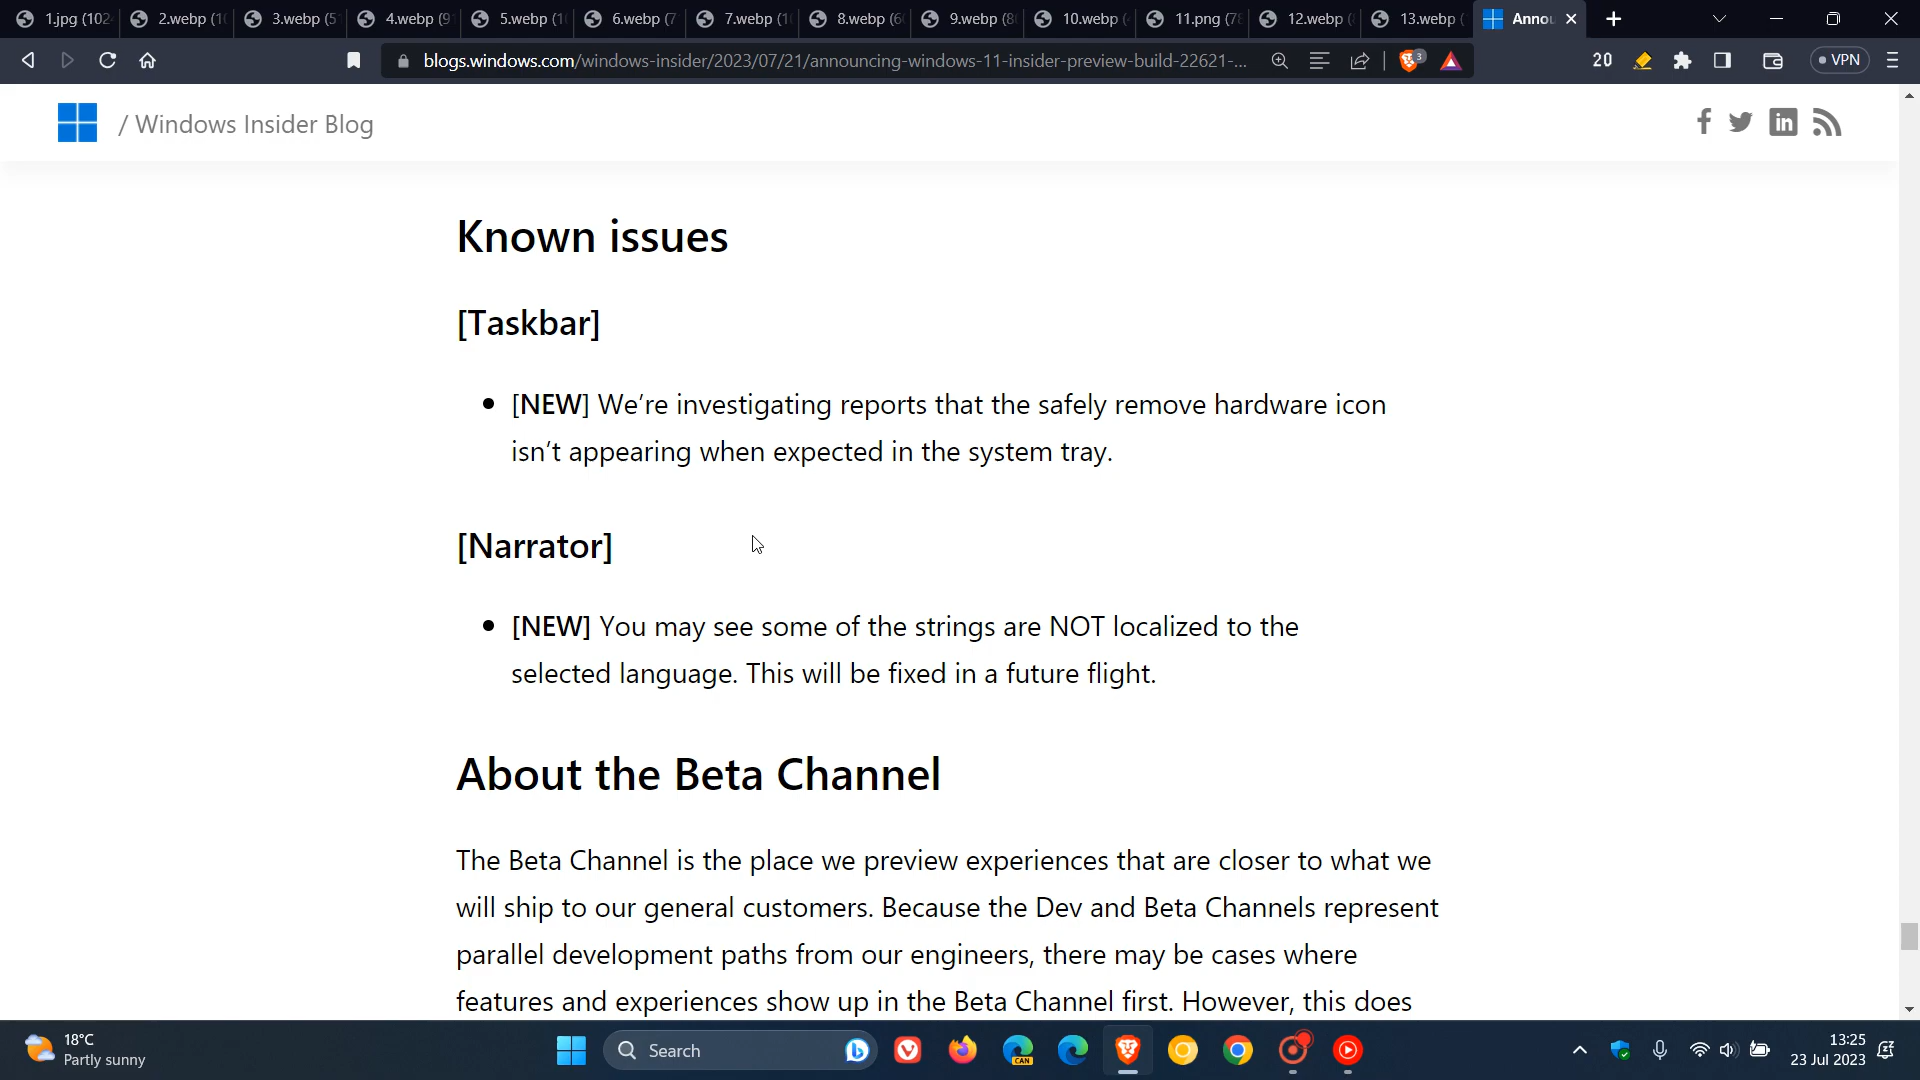 1.jpg (102
2.webp (1
3.webp (5
4.webp (9
5.webp (1
6.webp (7
7.webp (1
8.webp (6
9.webp (8
10.webp (
11.png (78
12.webp (
13.webp (
Annou
blogs.windows.com/windows-insider/2023/07/21/announcing-windows-11-insider-preview-build-22621-...
3
20
VPN
/ Windows Insider Blog
Known issues
[Taskbar]
• [NEW] We’re investigating reports that the safely remove hardware icon
isn’t appearing when expected in the system tray.
[Narrator]
• [NEW] You may see some of the strings are NOT localized to the
selected language. This will be fixed in a future flight.
About the Beta Channel
The Beta Channel is the place we preview experiences that are closer to what we
will ship to our general customers. Because the Dev and Beta Channels represent
parallel development paths from our engineers, there may be cases where
features and experiences show up in the Beta Channel first. However, this does
18°C
Partly sunny
Search
CAN
13:25
23 Jul 2023